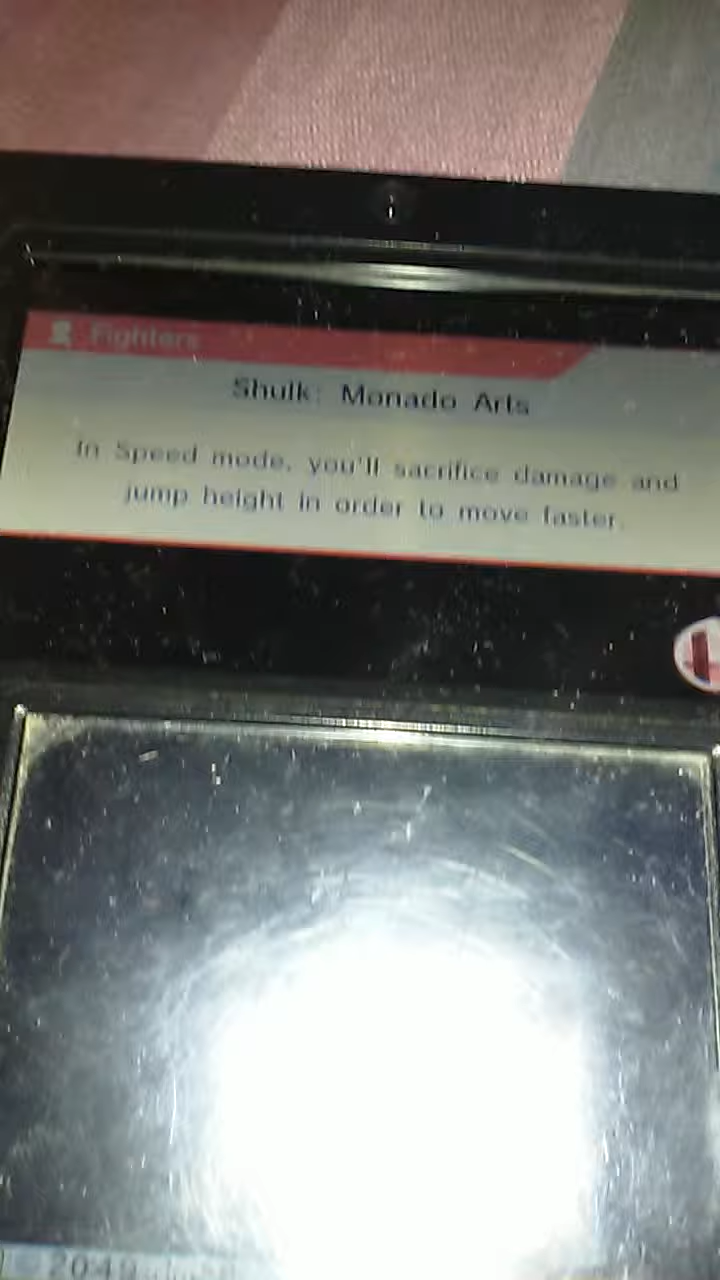 Fighters
Shulk: Monado Arts
In Speed mode, you'll sacrifice damage and
jump height in order to move faster.